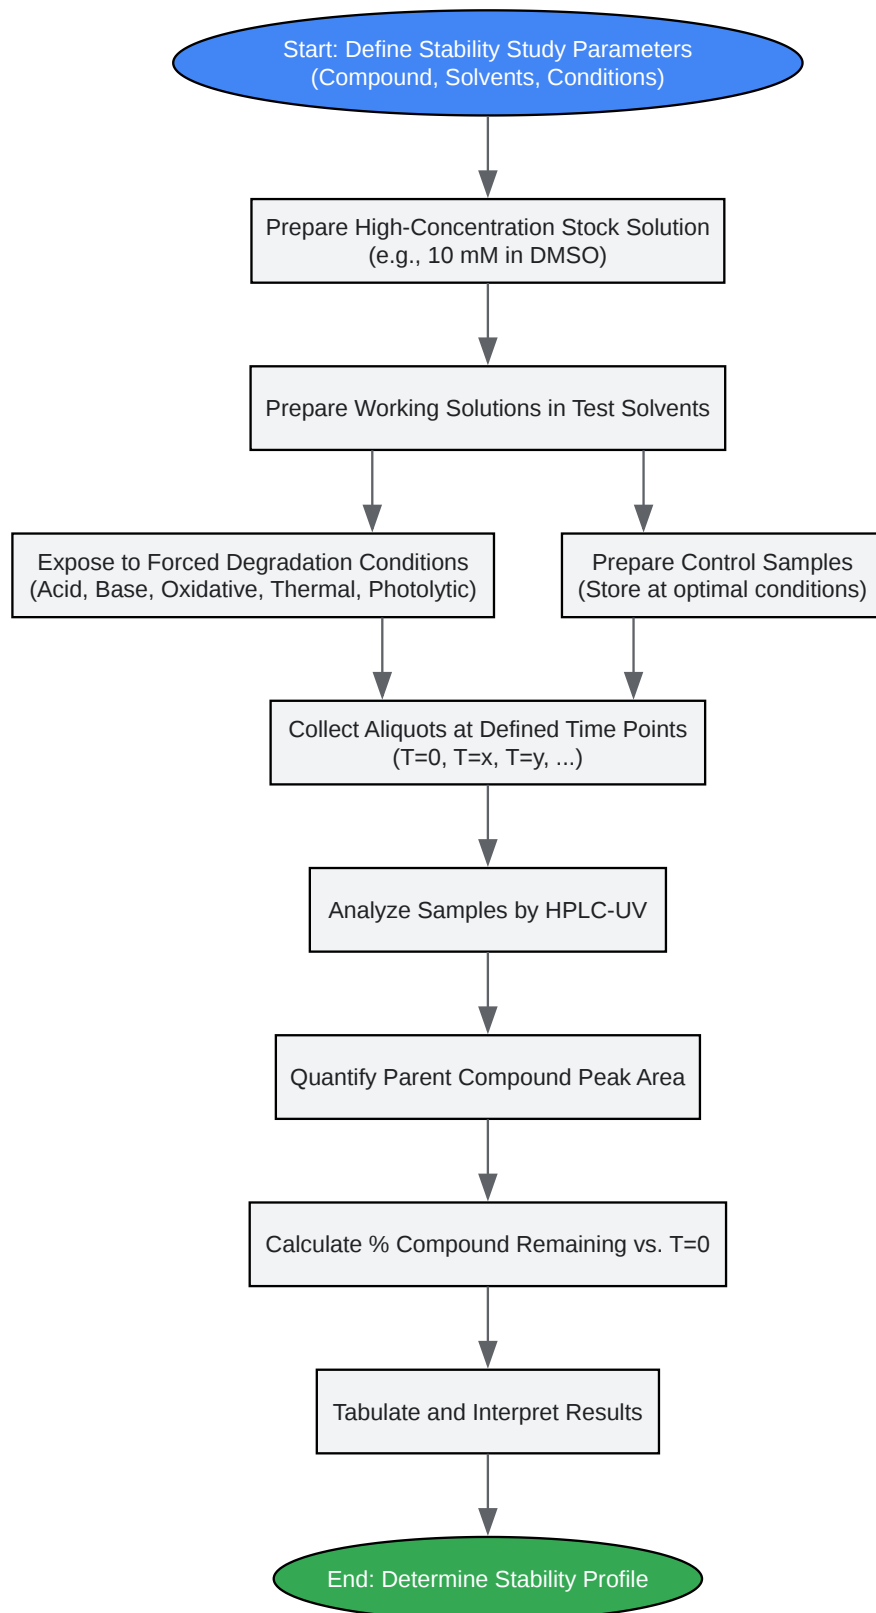 Start: Define Stability Study Parameters
(Compound, Solvents, Conditions)
Prepare High-Concentration Stock Solution
(e.g., 10 mM in DMSO)
Prepare Working Solutions in Test Solvents
Expose to Forced Degradation Conditions
(Acid, Base, Oxidative, Thermal, Photolytic)
Prepare Control Samples
(Store at optimal conditions)
Collect Aliquots at Defined Time Points
(T=0, T=x, T=y, ...)
Analyze Samples by HPLC-UV
Quantify Parent Compound Peak Area
Calculate % Compound Remaining vs. T=0
Tabulate and Interpret Results
End: Determine Stability Profile